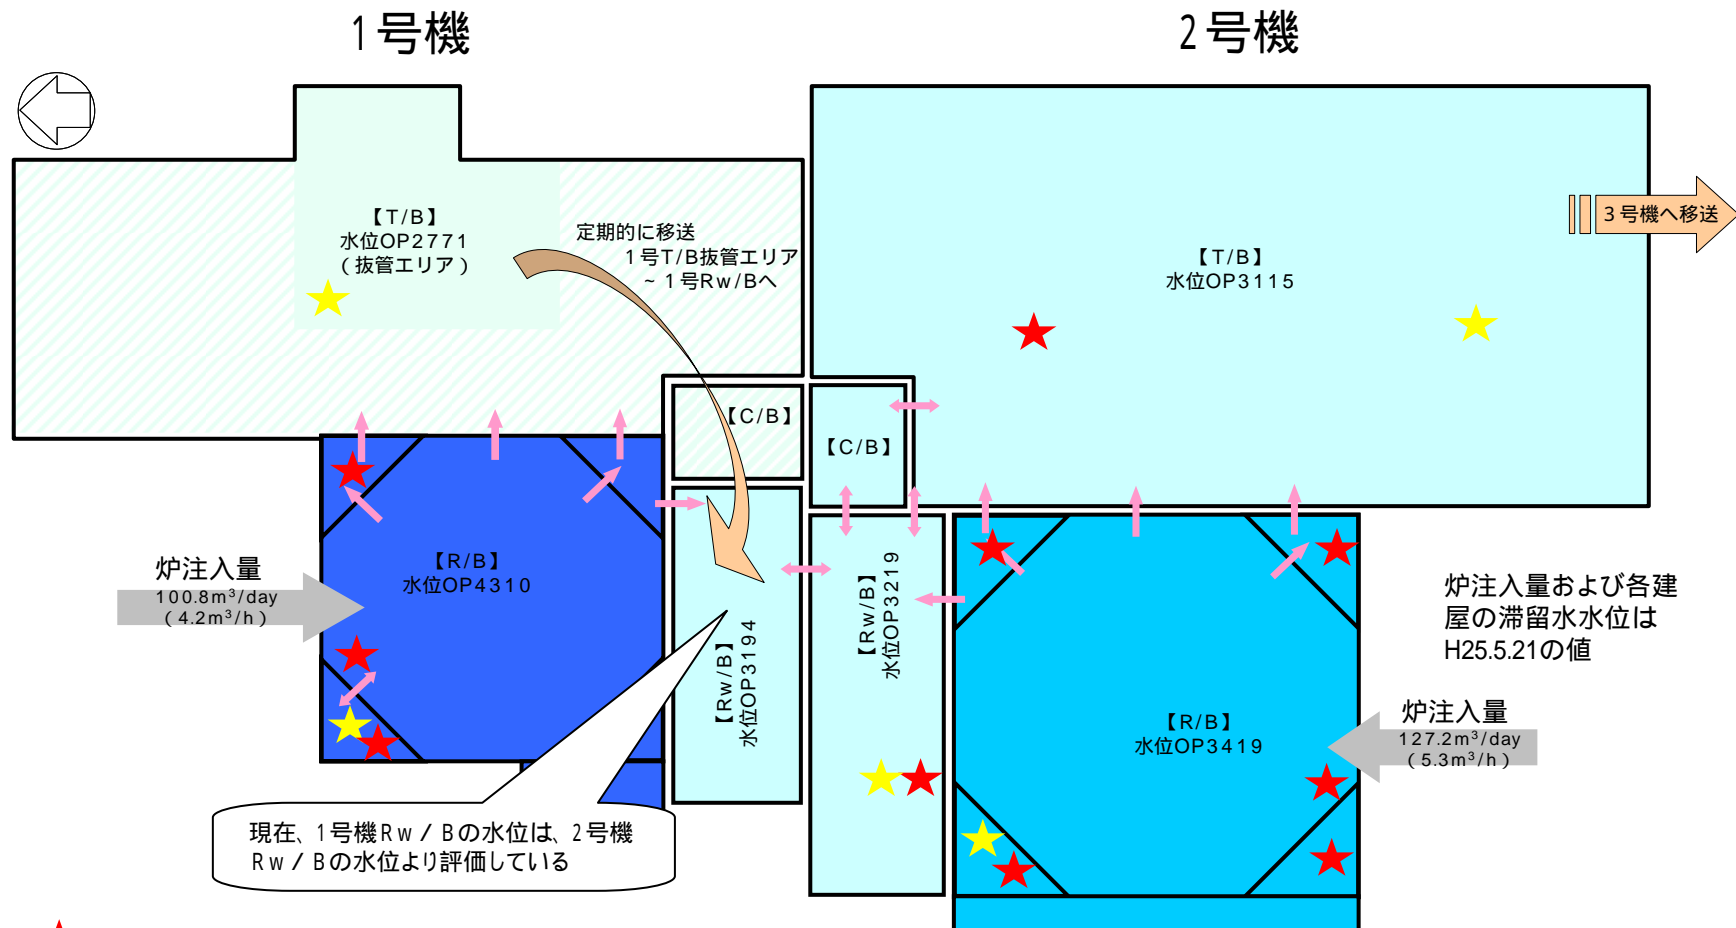 1号機
2号機
【T/B】
水位OP2771
（抜管エリア）
定期的に移送
1号T/B抜管エリア
~ 1号Rw/Bへ
【T/B】
水位OP3115
3号機へ移送
【C/B】
【C/B】
【R/B】
水位OP4310
炉注入量
100.8m³/day
（4.2m³/h）
【Rw/B】
水位OP3194
【Rw/B】
水位OP3219
【R/B】
水位OP3419
炉注入量および各建
屋の滞留水水位は
H25.5.21の値
炉注入量
127.2m³/day
（5.3m³/h）
現在、1号機Rw/Bの水位は、2号機
Rw/Bの水位より評価している